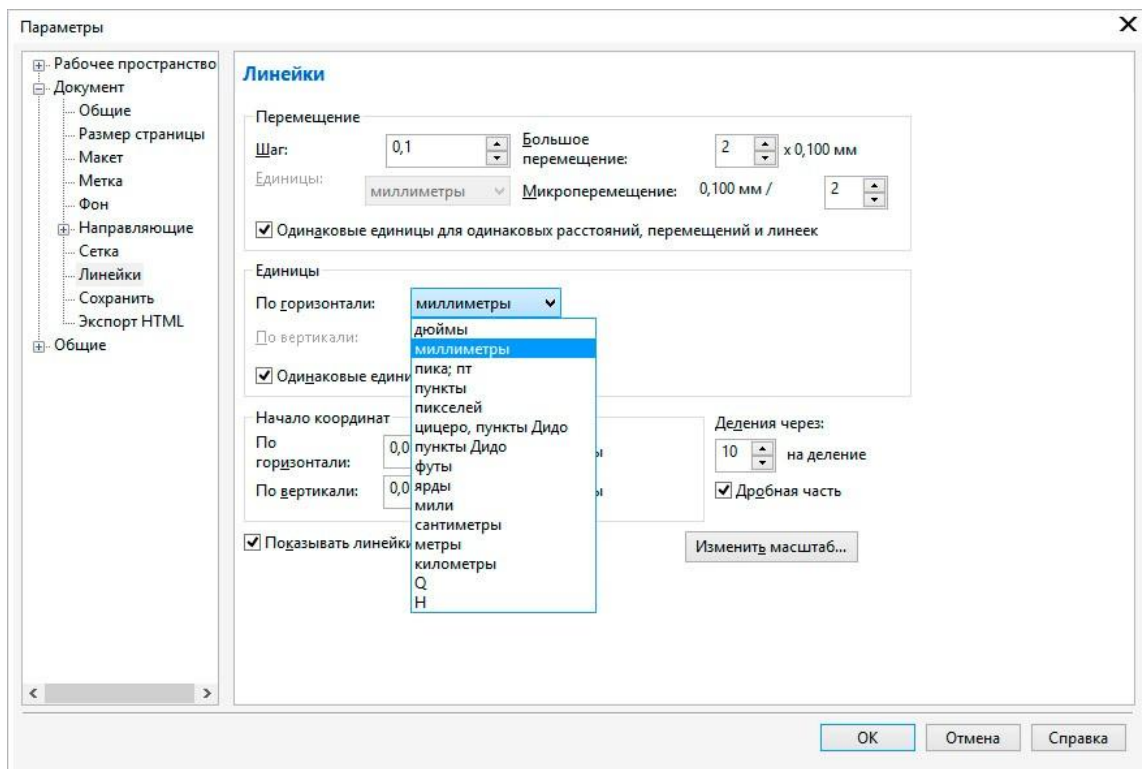 Параметры
Рабочее пространство
Документ
Общие
Размер страницы
Макет
Метка
Фон
Направляющие
Сетка
Линейки
Сохранить
Экспорт HTML
Общие
Линейки
Перемещение
Шаг: 0,1
Большое перемещение: 2 x 0,100 мм
Единицы: миллиметры
Микроперемещение: 0,100 мм / 2
Одинаковые единицы для одинаковых расстояний, перемещений и линеек
Единицы
По горизонтали: миллиметры
По вертикали:
дюймы
миллиметры
пика; пт
пункты
пикселей
цицеро, пункты Дидо
пункты Дидо
футы
ярды
мили
сантиметры
метры
километры
Q
H
Одинаковые едини
Начало координат
По горизонтали: 0,0 ы
По вертикали: 0,0 ы
Деления через:
10 на деление
Дробная часть
Показывать линейки
Изменить масштаб...
OK
Отмена
Справка